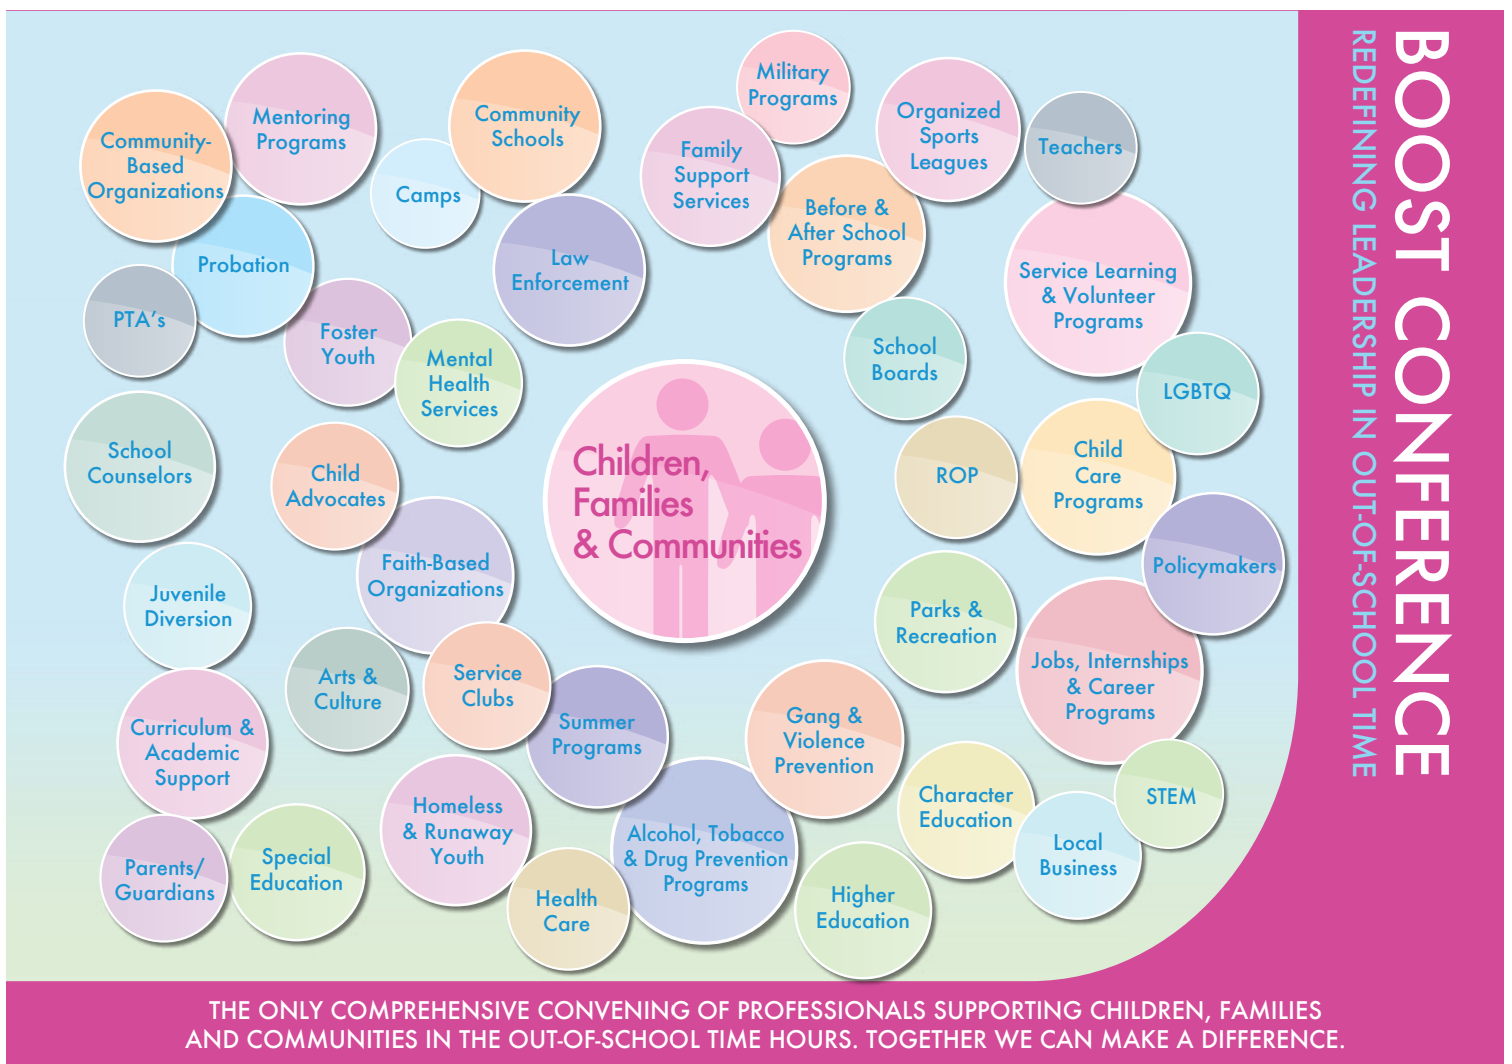 Military
Programs
Mentoring
Programs
Community
Schools
Organized
Sports
Leagues
Community-
Based
Organizations
Family
Support
Services
Teachers
Camps
Before &
After School
Programs
Probation
Law
Enforcement
Service Learning
& Volunteer
Programs
PTA's
Foster
Youth
Mental
Health
Services
School
Boards
LGBTQ
School
Counselors
Child
Advocates
Children,
Families
& Communities
ROP
Child
Care
Programs
Faith-Based
Organizations
Policymakers
Juvenile
Diversion
Parks &
Recreation
Arts &
Culture
Service
Clubs
Jobs, Internships
& Career
Programs
Curriculum &
Academic
Support
Summer
Programs
Gang &
Violence
Prevention
Homeless
& Runaway
Youth
Character
Education
STEM
Parents/
Guardians
Special
Education
Alcohol, Tobacco
& Drug Prevention
Programs
Local
Business
Health
Care
Higher
Education
BOOST CONFERENCE
REDEFINING LEADERSHIP IN OUT-OF-SCHOOL TIME
THE ONLY COMPREHENSIVE CONVENING OF PROFESSIONALS SUPPORTING CHILDREN, FAMILIES
AND COMMUNITIES IN THE OUT-OF-SCHOOL TIME HOURS. TOGETHER WE CAN MAKE A DIFFERENCE.